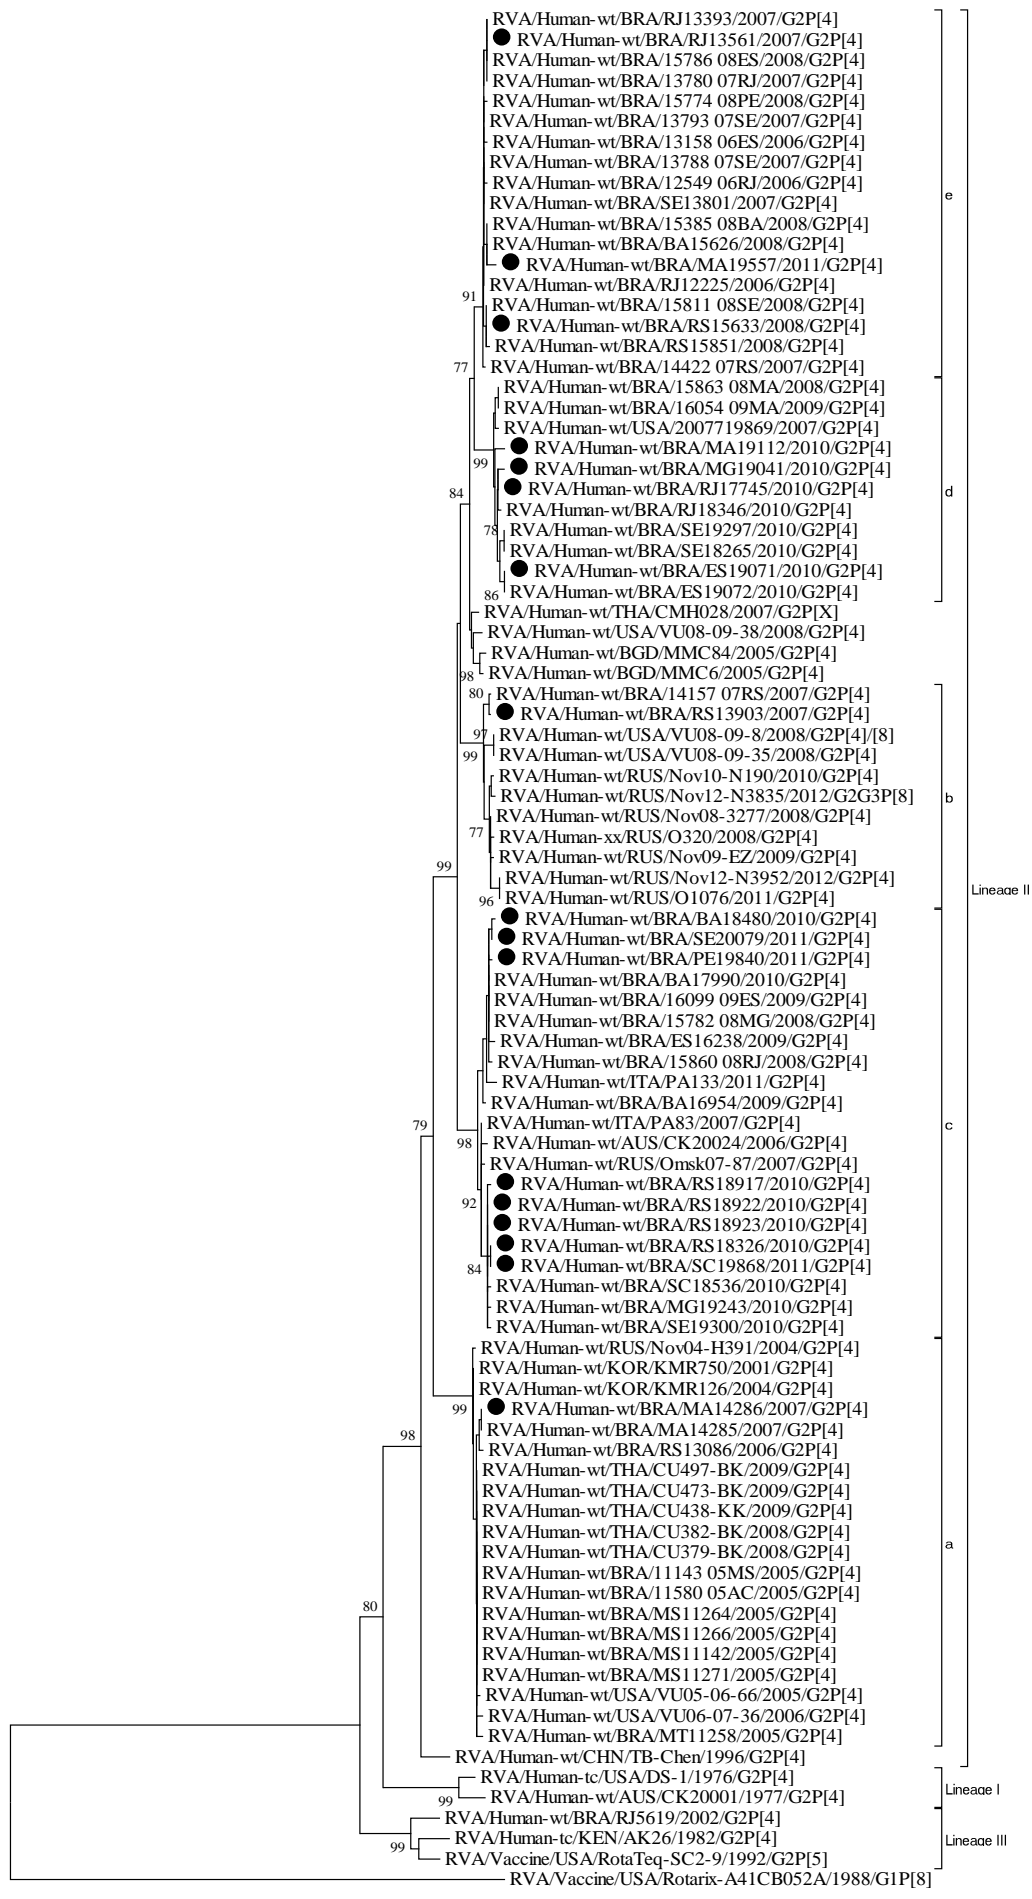 RVA/Human-wt/BRA/RJ13393/2007/G2P[4]
RVA/Human-wt/BRA/RJ13561/2007/G2P[4]
RVA/Human-wt/BRA/15786 08ES/2008/G2P[4]
RVA/Human-wt/BRA/13780 07RJ/2007/G2P[4]
RVA/Human-wt/BRA/15774 08PE/2008/G2P[4]
RVA/Human-wt/BRA/13793 07SE/2007/G2P[4]
RVA/Human-wt/BRA/13158 06ES/2006/G2P[4]
RVA/Human-wt/BRA/13788 07SE/2007/G2P[4]
RVA/Human-wt/BRA/12549 06RJ/2006/G2P[4]
e
RVA/Human-wt/BRA/SE13801/2007/G2P[4]
RVA/Human-wt/BRA/15385 08BA/2008/G2P[4]
RVA/Human-wt/BRA/BA15626/2008/G2P[4]
RVA/Human-wt/BRA/MA19557/2011/G2P[4]
RVA/Human-wt/BRA/RJ12225/2006/G2P[4]
91
RVA/Human-wt/BRA/15811 08SE/2008/G2P[4]
RVA/Human-wt/BRA/RS15633/2008/G2P[4]
RVA/Human-wt/BRA/RS15851/2008/G2P[4]
77
RVA/Human-wt/BRA/14422 07RS/2007/G2P[4]
RVA/Human-wt/BRA/15863 08MA/2008/G2P[4]
RVA/Human-wt/BRA/16054 09MA/2009/G2P[4]
RVA/Human-wt/USA/2007719869/2007/G2P[4]
RVA/Human-wt/BRA/MA19112/2010/G2P[4]
99
RVA/Human-wt/BRA/MG19041/2010/G2P[4]
84
RVA/Human-wt/BRA/RJ17745/2010/G2P[4]
d
RVA/Human-wt/BRA/RJ18346/2010/G2P[4]
78
RVA/Human-wt/BRA/SE19297/2010/G2P[4]
RVA/Human-wt/BRA/SE18265/2010/G2P[4]
RVA/Human-wt/BRA/ES19071/2010/G2P[4]
86
RVA/Human-wt/BRA/ES19072/2010/G2P[4]
RVA/Human-wt/THA/CMH028/2007/G2P[X]
RVA/Human-wt/USA/VU08-09-38/2008/G2P[4]
RVA/Human-wt/BGD/MMC84/2005/G2P[4]
98
RVA/Human-wt/BGD/MMC6/2005/G2P[4]
80
RVA/Human-wt/BRA/14157 07RS/2007/G2P[4]
RVA/Human-wt/BRA/RS13903/2007/G2P[4]
97
RVA/Human-wt/USA/VU08-09-8/2008/G2P[4]/[8]
99
RVA/Human-wt/USA/VU08-09-35/2008/G2P[4]
RVA/Human-wt/RUS/Nov10-N190/2010/G2P[4]
RVA/Human-wt/RUS/Nov12-N3835/2012/G2G3P[8]
b
RVA/Human-wt/RUS/Nov08-3277/2008/G2P[4]
77
RVA/Human-xx/RUS/O320/2008/G2P[4]
RVA/Human-wt/RUS/Nov09-EZ/2009/G2P[4]
99
RVA/Human-wt/RUS/Nov12-N3952/2012/G2P[4]
Lineage II
96
RVA/Human-wt/RUS/O1076/2011/G2P[4]
RVA/Human-wt/BRA/BA18480/2010/G2P[4]
RVA/Human-wt/BRA/SE20079/2011/G2P[4]
RVA/Human-wt/BRA/PE19840/2011/G2P[4]
RVA/Human-wt/BRA/BA17990/2010/G2P[4]
RVA/Human-wt/BRA/16099 09ES/2009/G2P[4]
RVA/Human-wt/BRA/15782 08MG/2008/G2P[4]
RVA/Human-wt/BRA/ES16238/2009/G2P[4]
RVA/Human-wt/BRA/15860 08RJ/2008/G2P[4]
RVA/Human-wt/ITA/PA133/2011/G2P[4]
RVA/Human-wt/BRA/BA16954/2009/G2P[4]
79
RVA/Human-wt/ITA/PA83/2007/G2P[4]
c
98
RVA/Human-wt/AUS/CK20024/2006/G2P[4]
RVA/Human-wt/RUS/Omsk07-87/2007/G2P[4]
RVA/Human-wt/BRA/RS18917/2010/G2P[4]
92
RVA/Human-wt/BRA/RS18922/2010/G2P[4]
RVA/Human-wt/BRA/RS18923/2010/G2P[4]
RVA/Human-wt/BRA/RS18326/2010/G2P[4]
84
RVA/Human-wt/BRA/SC19868/2011/G2P[4]
RVA/Human-wt/BRA/SC18536/2010/G2P[4]
RVA/Human-wt/BRA/MG19243/2010/G2P[4]
RVA/Human-wt/BRA/SE19300/2010/G2P[4]
RVA/Human-wt/RUS/Nov04-H391/2004/G2P[4]
RVA/Human-wt/KOR/KMR750/2001/G2P[4]
RVA/Human-wt/KOR/KMR126/2004/G2P[4]
99
RVA/Human-wt/BRA/MA14286/2007/G2P[4]
RVA/Human-wt/BRA/MA14285/2007/G2P[4]
98
RVA/Human-wt/BRA/RS13086/2006/G2P[4]
RVA/Human-wt/THA/CU497-BK/2009/G2P[4]
RVA/Human-wt/THA/CU473-BK/2009/G2P[4]
RVA/Human-wt/THA/CU438-KK/2009/G2P[4]
RVA/Human-wt/THA/CU382-BK/2008/G2P[4]
a
RVA/Human-wt/THA/CU379-BK/2008/G2P[4]
RVA/Human-wt/BRA/11143 05MS/2005/G2P[4]
RVA/Human-wt/BRA/11580 05AC/2005/G2P[4]
80
RVA/Human-wt/BRA/MS11264/2005/G2P[4]
RVA/Human-wt/BRA/MS11266/2005/G2P[4]
RVA/Human-wt/BRA/MS11142/2005/G2P[4]
RVA/Human-wt/BRA/MS11271/2005/G2P[4]
RVA/Human-wt/USA/VU05-06-66/2005/G2P[4]
RVA/Human-wt/USA/VU06-07-36/2006/G2P[4]
RVA/Human-wt/BRA/MT11258/2005/G2P[4]
RVA/Human-wt/CHN/TB-Chen/1996/G2P[4]
RVA/Human-tc/USA/DS-1/1976/G2P[4]
Lineage I
99
RVA/Human-wt/AUS/CK20001/1977/G2P[4]
RVA/Human-wt/BRA/RJ5619/2002/G2P[4]
RVA/Human-tc/KEN/AK26/1982/G2P[4]
Lineage III
99
RVA/Vaccine/USA/RotaTeq-SC2-9/1992/G2P[5]
RVA/Vaccine/USA/Rotarix-A41CB052A/1988/G1P[8]